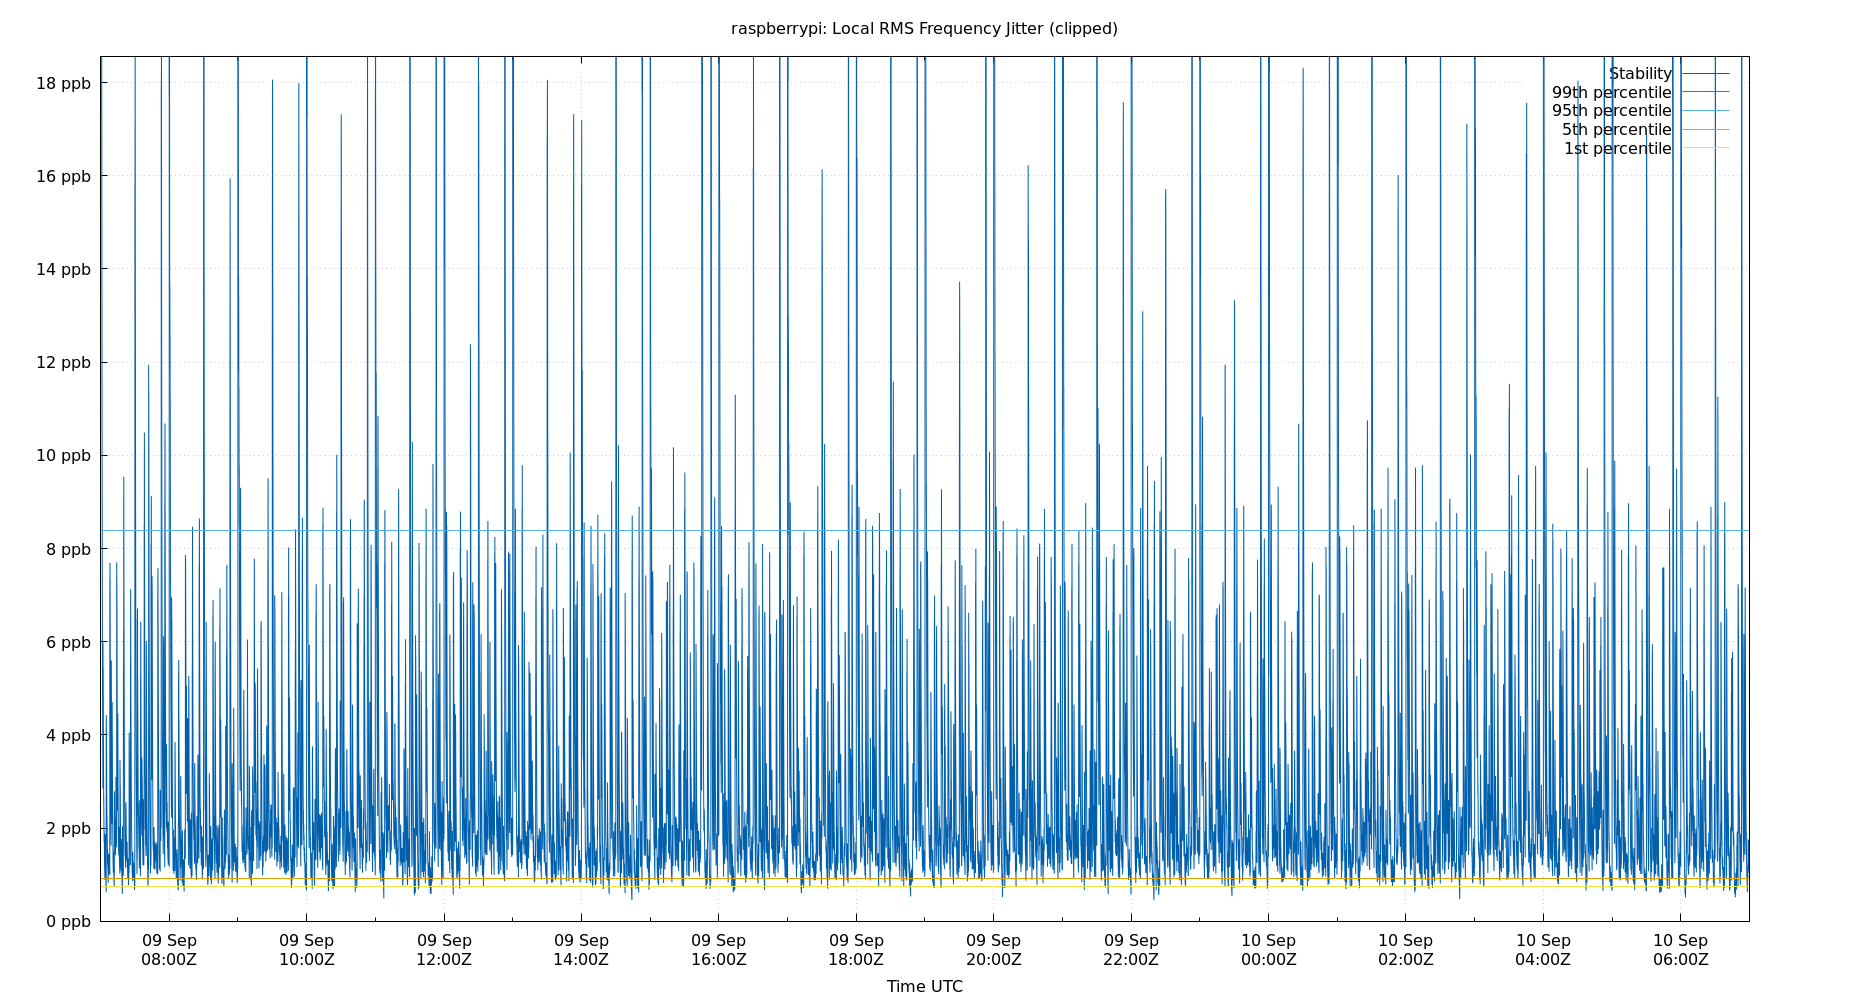 raspberrypi: Local RMS Frequency Jitter (clipped)
18 ppb
16 ppb
14 ppb
12 ppb
10 ppb
8 ppb
6 ppb
4 ppb
2 ppb
0 ppb
Stability
99th percentile
95th percentile
5th percentile
1st percentile
09 Sep
08:00Z
09 Sep
10:00Z
09 Sep
12:00Z
09 Sep
14:00Z
09 Sep
16:00Z
09 Sep
18:00Z
09 Sep
20:00Z
09 Sep
22:00Z
10 Sep
00:00Z
10 Sep
02:00Z
10 Sep
04:00Z
10 Sep
06:00Z
Time UTC